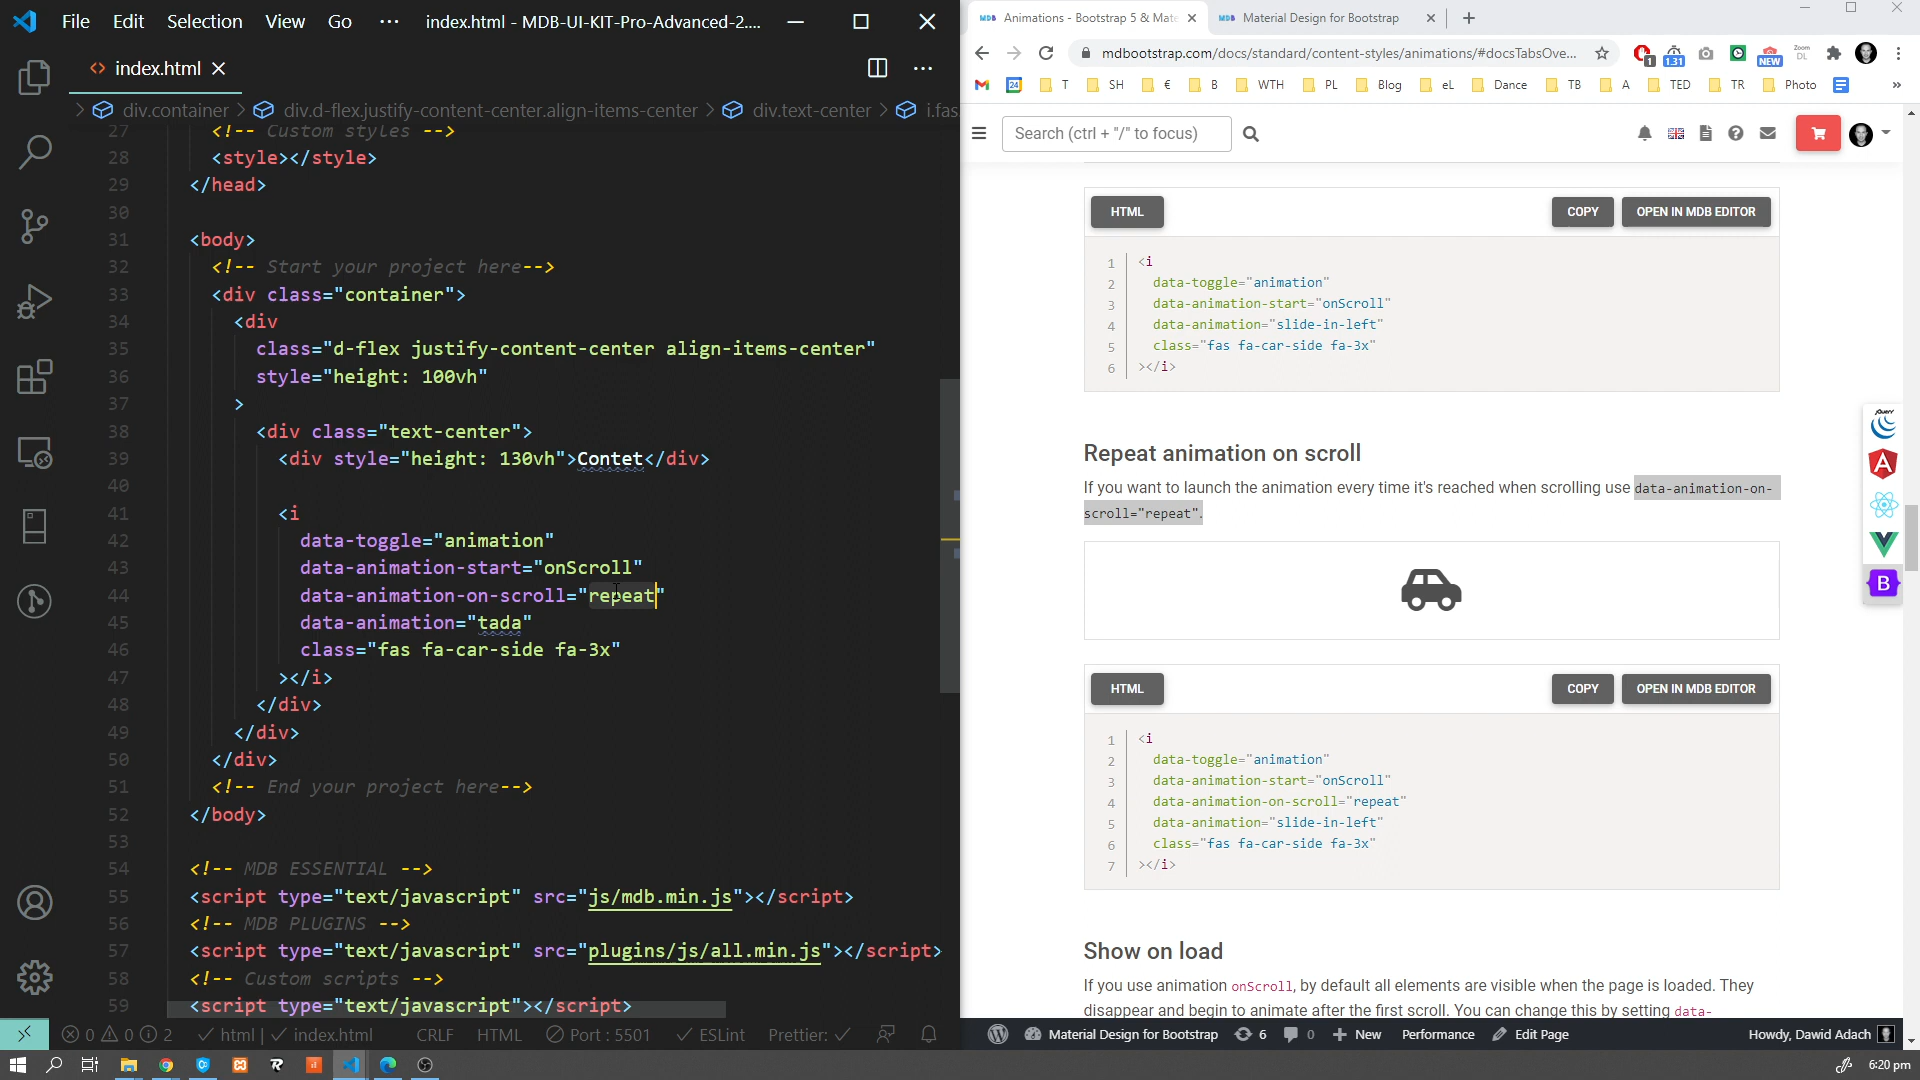 File Edit Selection View Go ··· index.html - MDB-UI-KIT-Pro-Advanced-2....
index.html
div.container > div.d-flex.justify-content-center.align-items-center > div.text-center > i.fas
27 <!-- Custom styles -->
28 <style></style>
29 </head>
30
31 <body>
32 <!-- Start your project here-->
33 <div class="container">
34 <div
35 class="d-flex justify-content-center align-items-center"
36 style="height: 100vh"
37 >
38 <div class="text-center">
39 <div style="height: 130vh">Contet</div>
40
41 <i
42 data-toggle="animation"
43 data-animation-start="onScroll"
44 data-animation-on-scroll="repeat"
45 data-animation="tada"
46 class="fas fa-car-side fa-3x"
47 ></i>
48 </div>
49 </div>
50 </div>
51 <!-- End your project here-->
52 </body>
53
54 <!-- MDB ESSENTIAL -->
55 <script type="text/javascript" src="js/mdb.min.js"></script>
56 <!-- MDB PLUGINS -->
57 <script type="text/javascript" src="plugins/js/all.min.js"></script>
58 <!-- Custom scripts -->
59 <script type="text/javascript"></script>
0 0 2 html | index.html CRLF HTML Port : 5501 ESLint Prettier:
MDB Animations - Bootstrap 5 & Mate MDB Material Design for Bootstrap
mdbootstrap.com/docs/standard/content-styles/animations/#docsTabsOve... 1 1.31 NEW Zoom DL
T SH € B WTH PL Blog eL Dance TB A TED TR Photo »
Search (ctrl + "/" to focus)
HTML COPY OPEN IN MDB EDITOR
1 <i
2 data-toggle="animation"
3 data-animation-start="onScroll"
4 data-animation="slide-in-left"
5 class="fas fa-car-side fa-3x"
6 ></i>
Repeat animation on scroll
If you want to launch the animation every time it's reached when scrolling use data-animation-on-
scroll="repeat".
HTML COPY OPEN IN MDB EDITOR
1 <i
2 data-toggle="animation"
3 data-animation-start="onScroll"
4 data-animation-on-scroll="repeat"
5 data-animation="slide-in-left"
6 class="fas fa-car-side fa-3x"
7 ></i>
Show on load
If you use animation onScroll, by default all elements are visible when the page is loaded. They
disappear and begin to animate after the first scroll. You can change this by setting data-
jQuery
A
B
Material Design for Bootstrap 6 0 New Performance Edit Page Howdy, Dawid Adach
6:20 pm